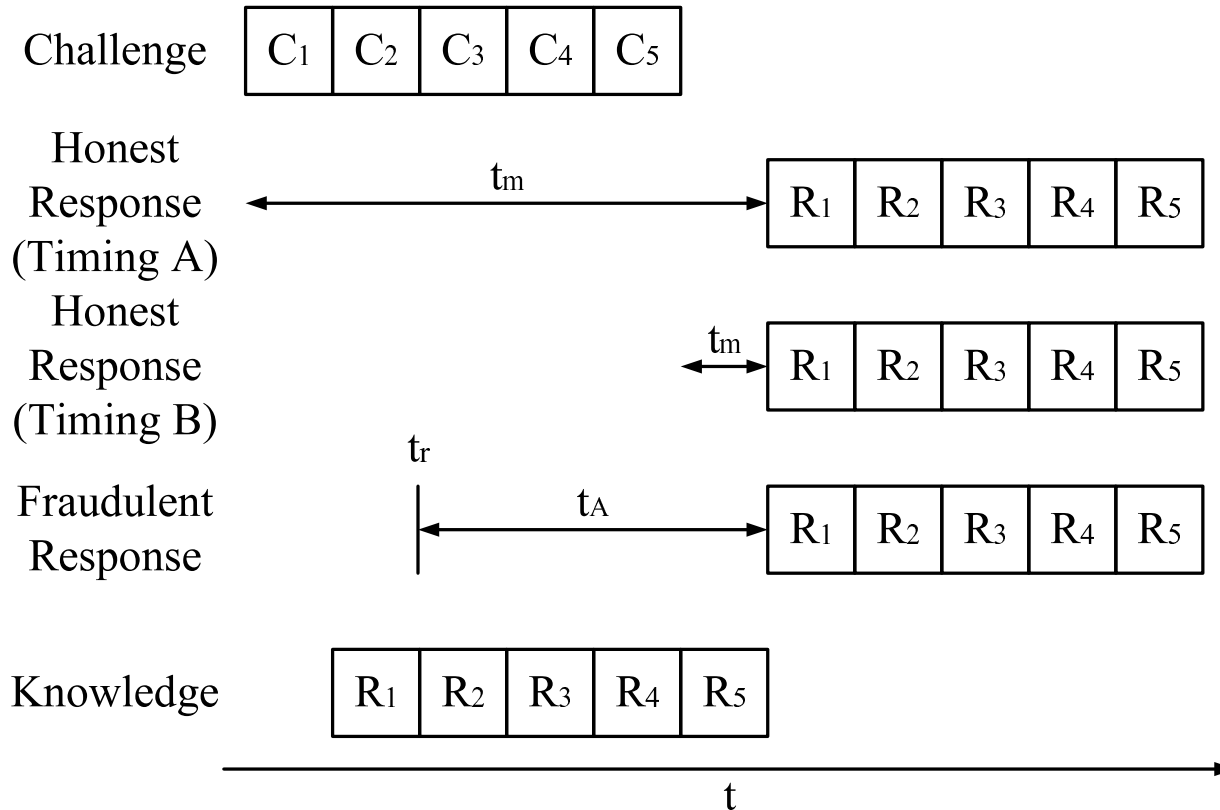 Challenge
C1 C2 C3 C4 C5
Honest
Response
(Timing A)
tm
R1 R2 R3 R4 R5
Honest
Response
(Timing B)
tm
R1 R2 R3 R4 R5
Fraudulent
Response
tr
tA
R1 R2 R3 R4 R5
Knowledge
R1 R2 R3 R4 R5
t